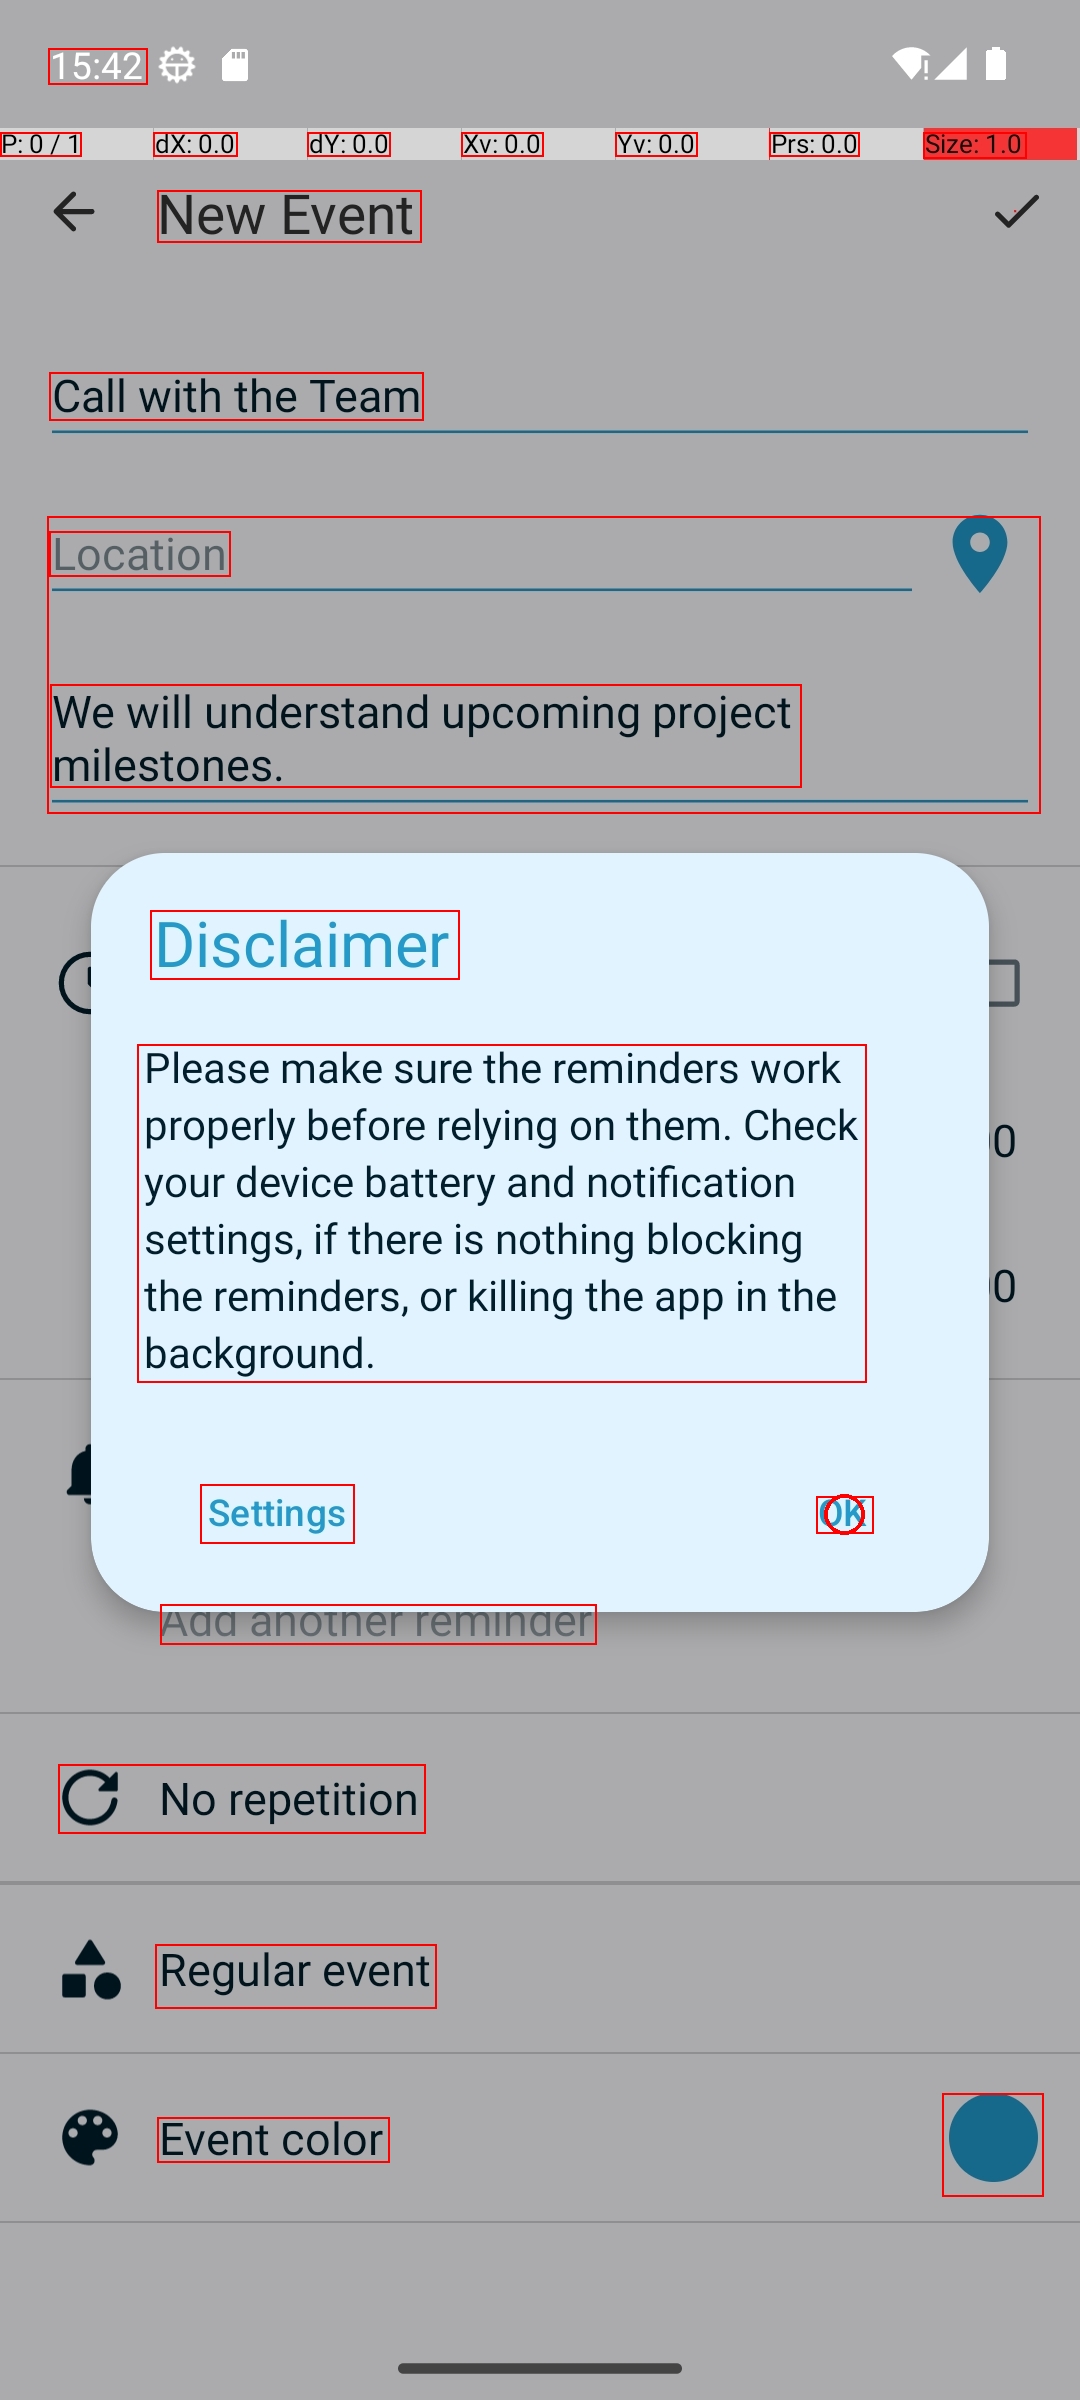 15:42
P: 0 / 1 dX: 0.0 dY: 0.0 Xv: 0.0 Yv: 0.0 Prs: 0.0 Size: 1.0
New Event
Call with the Team
Location
We will understand upcoming project
milestones.
Disclaimer
Please make sure the reminders work
properly before relying on them. Check
your device battery and notification
settings, if there is nothing blocking
the reminders, or killing the app in the
background.
Settings OK
Add another reminder
No repetition
Regular event
Event color